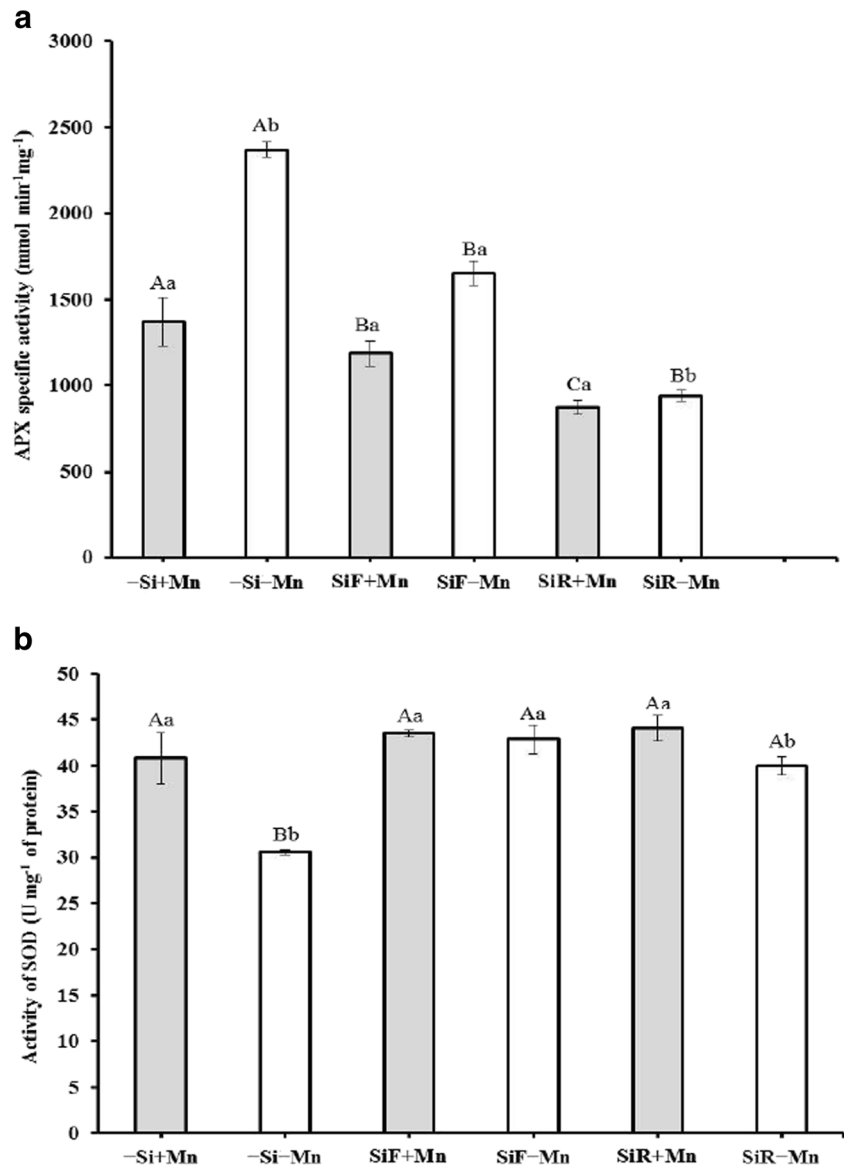 a
APX specific activity (mmol min-1mg-1)
3000
2500
2000
1500
1000
500
0
Aa
Ab
Ba
Ba
Ca
Bb
−Si+Mn
−Si−Mn
SiF+Mn
SiF−Mn
SiR+Mn
SiR−Mn
b
Activity of SOD (U mg-1 of protein)
50
45
40
35
30
25
20
15
10
5
0
Aa
Bb
Aa
Aa
Aa
Ab
−Si+Mn
−Si−Mn
SiF+Mn
SiF−Mn
SiR+Mn
SiR−Mn